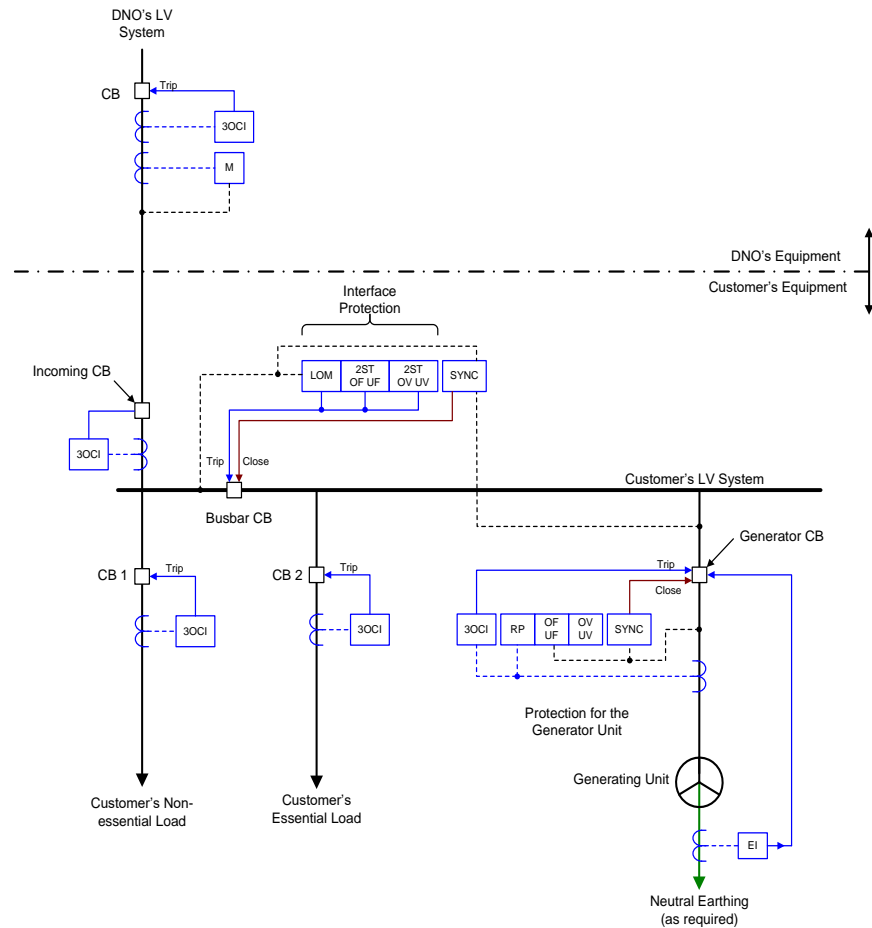 DNO's LV
System
CB
Trip
3OCI
M
DNO's Equipment
Customer's Equipment
Interface
Protection
Incoming CB
LOM
2ST
OF UF
2ST
OV UV
SYNC
3OCI
Trip
Close
Customer's LV System
Busbar CB
Generator CB
CB 1
Trip
CB 2
Trip
Trip
Close
3OCI
3OCI
3OCI
RP
OF
UF
OV
UV
SYNC
Protection for the
Generator Unit
Generating Unit
Customer's Non-
essential Load
Customer's
Essential Load
EI
Neutral Earthing
(as required)